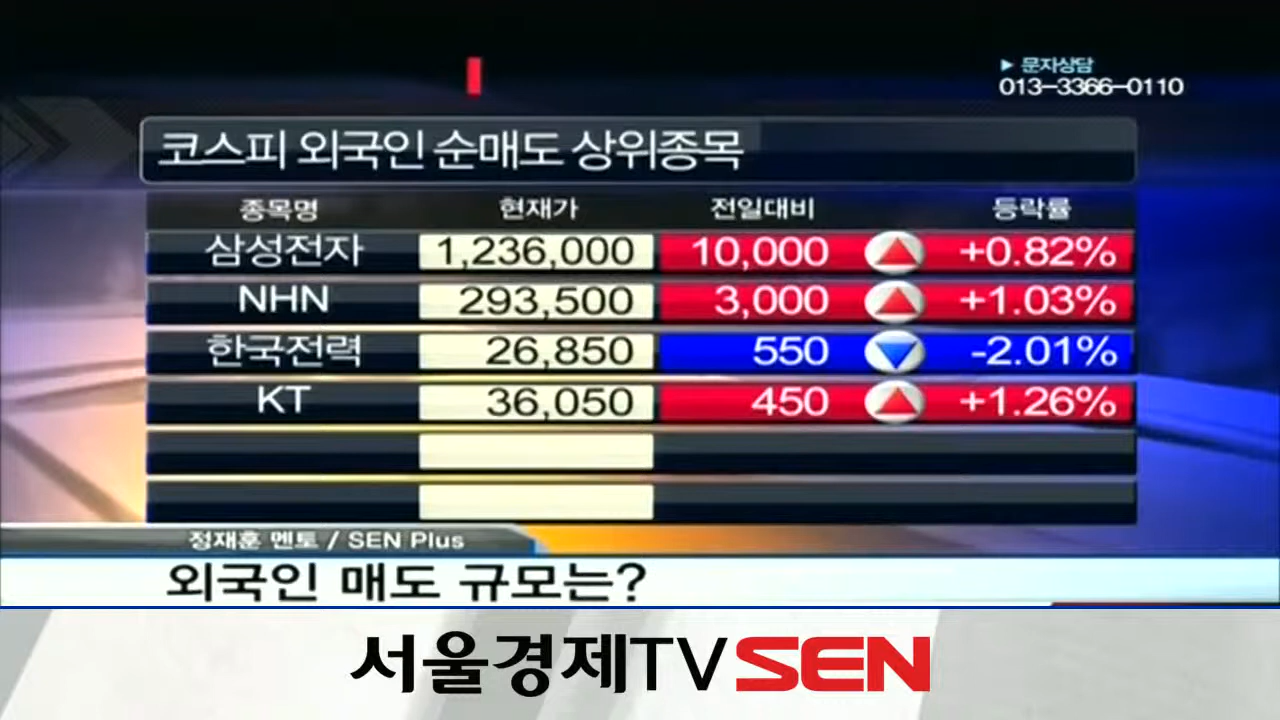 ▶ 문자상담
013-3366-0110
코스피 외국인 순매도 상위종목
종목명 현재가 전일대비 등락률
삼성전자 1,236,000 10,000 ▲ +0.82%
NHN 293,500 3,000 ▲ +1.03%
한국전력 26,850 550 ▼ -2.01%
KT 36,050 450 ▲ +1.26%
정재훈 멘토 / SEN Plus
외국인 매도 규모는?
서울경제TV SEN